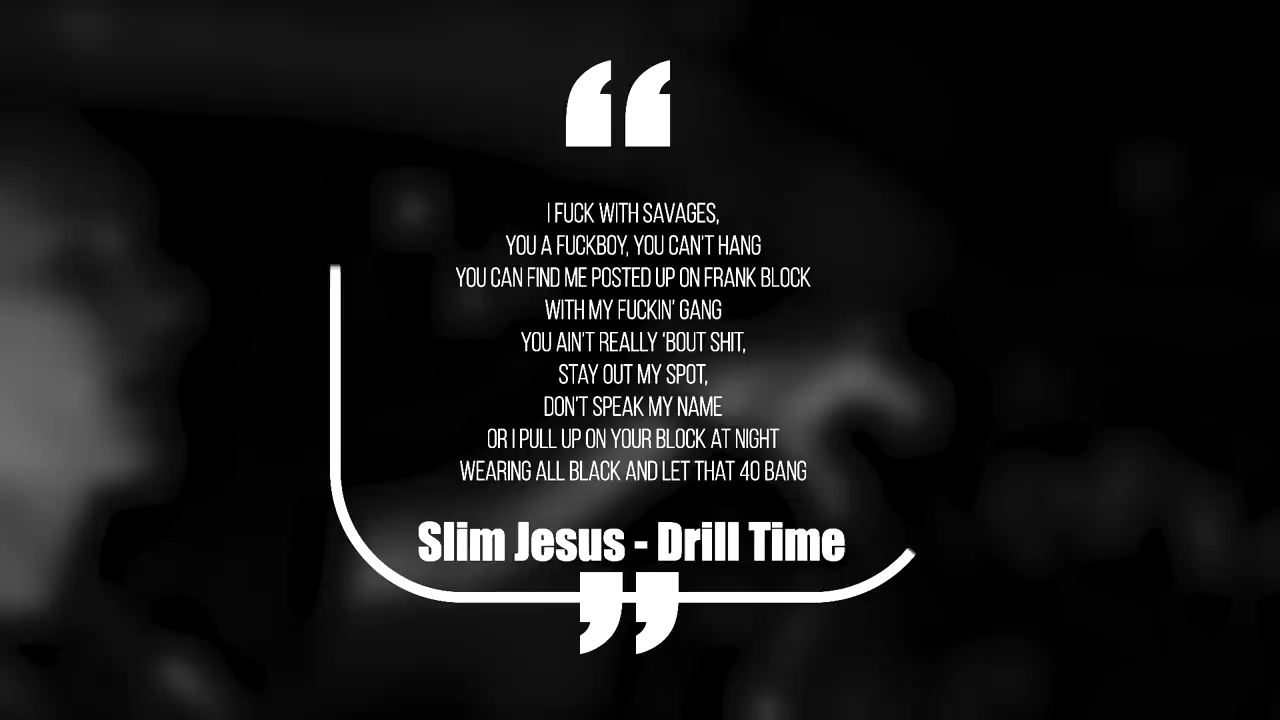 “
I FUCK WITH SAVAGES,
YOU A FUCKBOY, YOU CAN'T HANG
YOU CAN FIND ME POSTED UP ON FRANK BLOCK
WITH MY FUCKIN' GANG
YOU AIN'T REALLY ‘BOUT SHIT,
STAY OUT MY SPOT,
DON'T SPEAK MY NAME
OR I PULL UP ON YOUR BLOCK AT NIGHT
WEARING ALL BLACK AND LET THAT 40 BANG
Slim Jesus - Drill Time
”